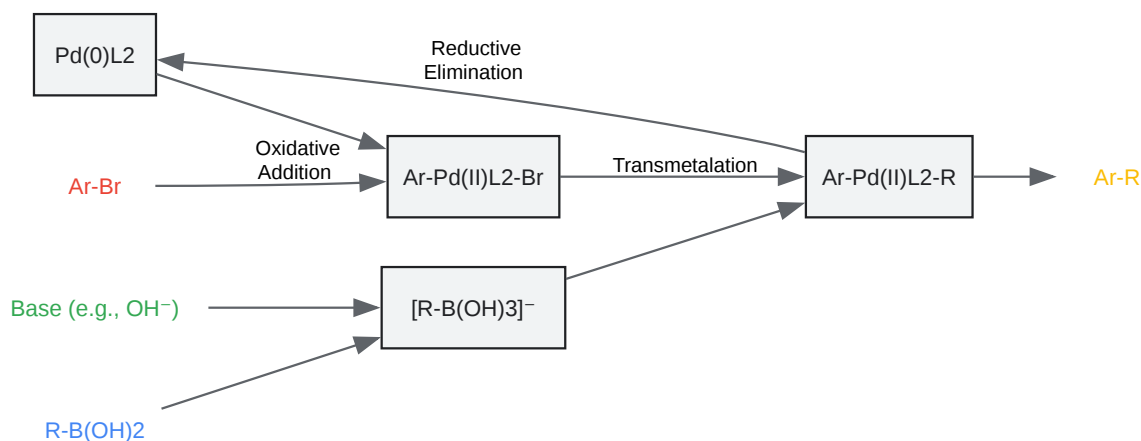 Pd(0)L2
Reductive
Elimination
Oxidative
Addition
Ar-Br
Ar-Pd(II)L2-Br
Transmetalation
Ar-Pd(II)L2-R
Ar-R
Base (e.g., OH⁻)
[R-B(OH)3]⁻
R-B(OH)2